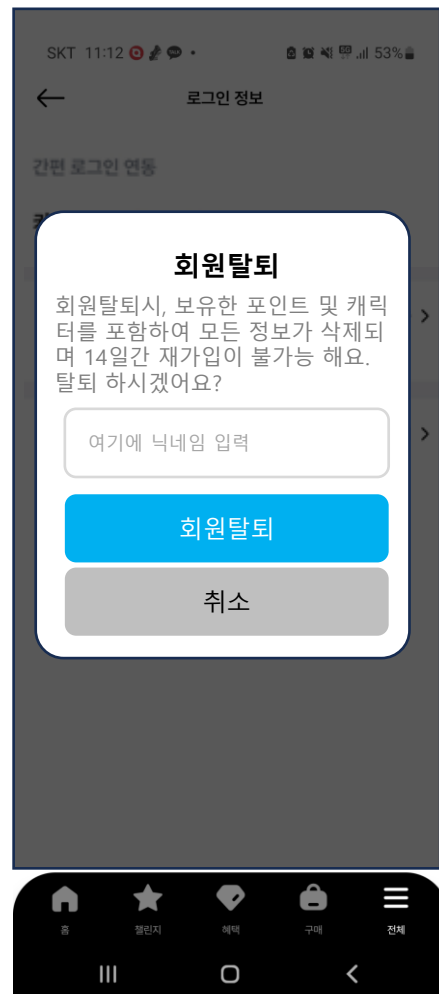 SKT 11:12 53%
로그인 정보
간편 로그인 연동
회원탈퇴
회원탈퇴시, 보유한 포인트 및 캐릭
터를 포함하여 모든 정보가 삭제되
며 14일간 재가입이 불가능 해요.
탈퇴 하시겠어요?
여기에 닉네임 입력
회원탈퇴
취소
홈 챌린지 혜택 구매 전체